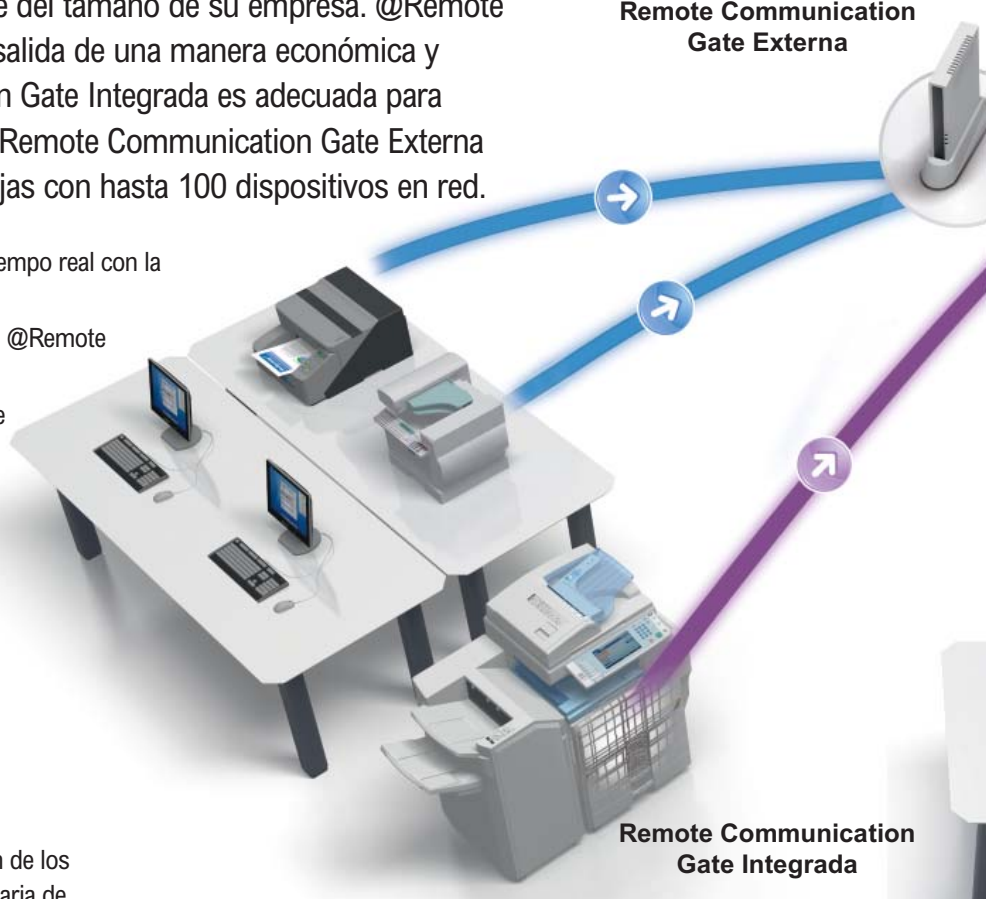 del tamaño de su empresa. @Remote
salida de una manera económica y
Gate Integrada es adecuada para
Remote Communication Gate Externa
con hasta 100 dispositivos en red.
real con la
@Remote
de los
de
Remote Communication
Gate Externa
Remote Communication
Gate Integrada